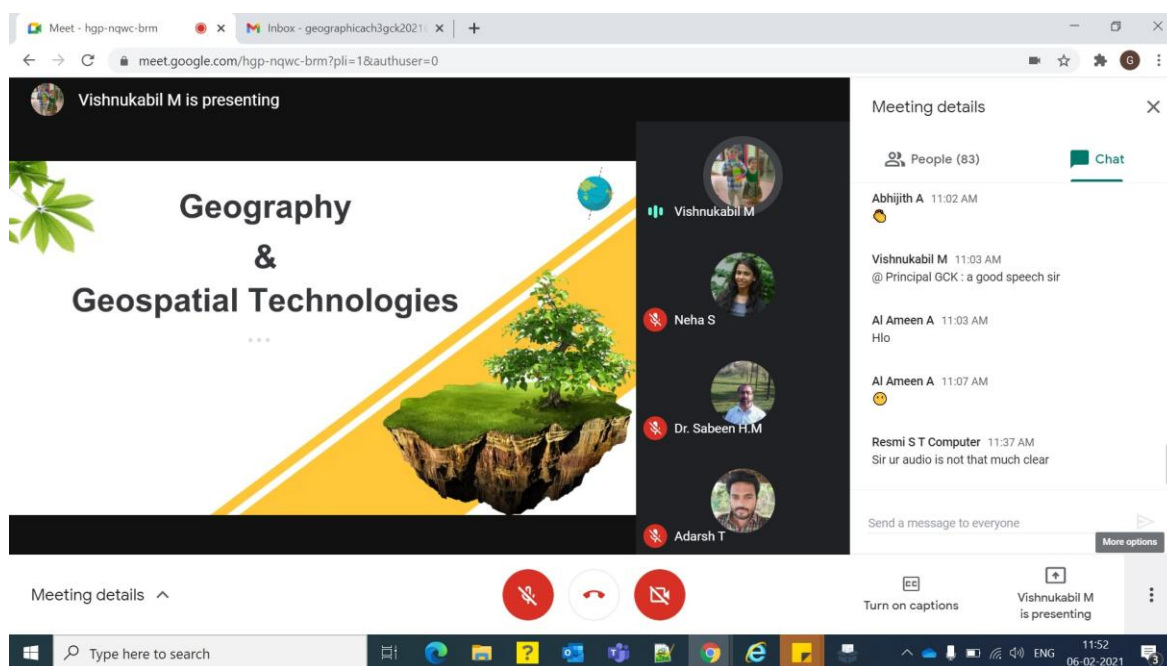 Meet - hgp-nqwc-brm
Inbox - geographicach3gck2021
meet.google.com/hgp-nqwc-brm?pli=1&authuser=0
G
Vishnukabil M is presenting
Geography
&
Geospatial Technologies
Vishnukabil M
Neha S
Dr. Sabeen H.M
Adarsh T
Meeting details
People (83)
Chat
Abhijith A 11:02 AM
Vishnukabil M 11:03 AM
@ Principal GCK : a good speech sir
Al Ameen A 11:03 AM
Hlo
Al Ameen A 11:07 AM
Resmi S T Computer 11:37 AM
Sir ur audio is not that much clear
Send a message to everyone
More options
Meeting details
CC
Turn on captions
Vishnukabil M
is presenting
Type here to search
ENG
11:52
06-02-2021